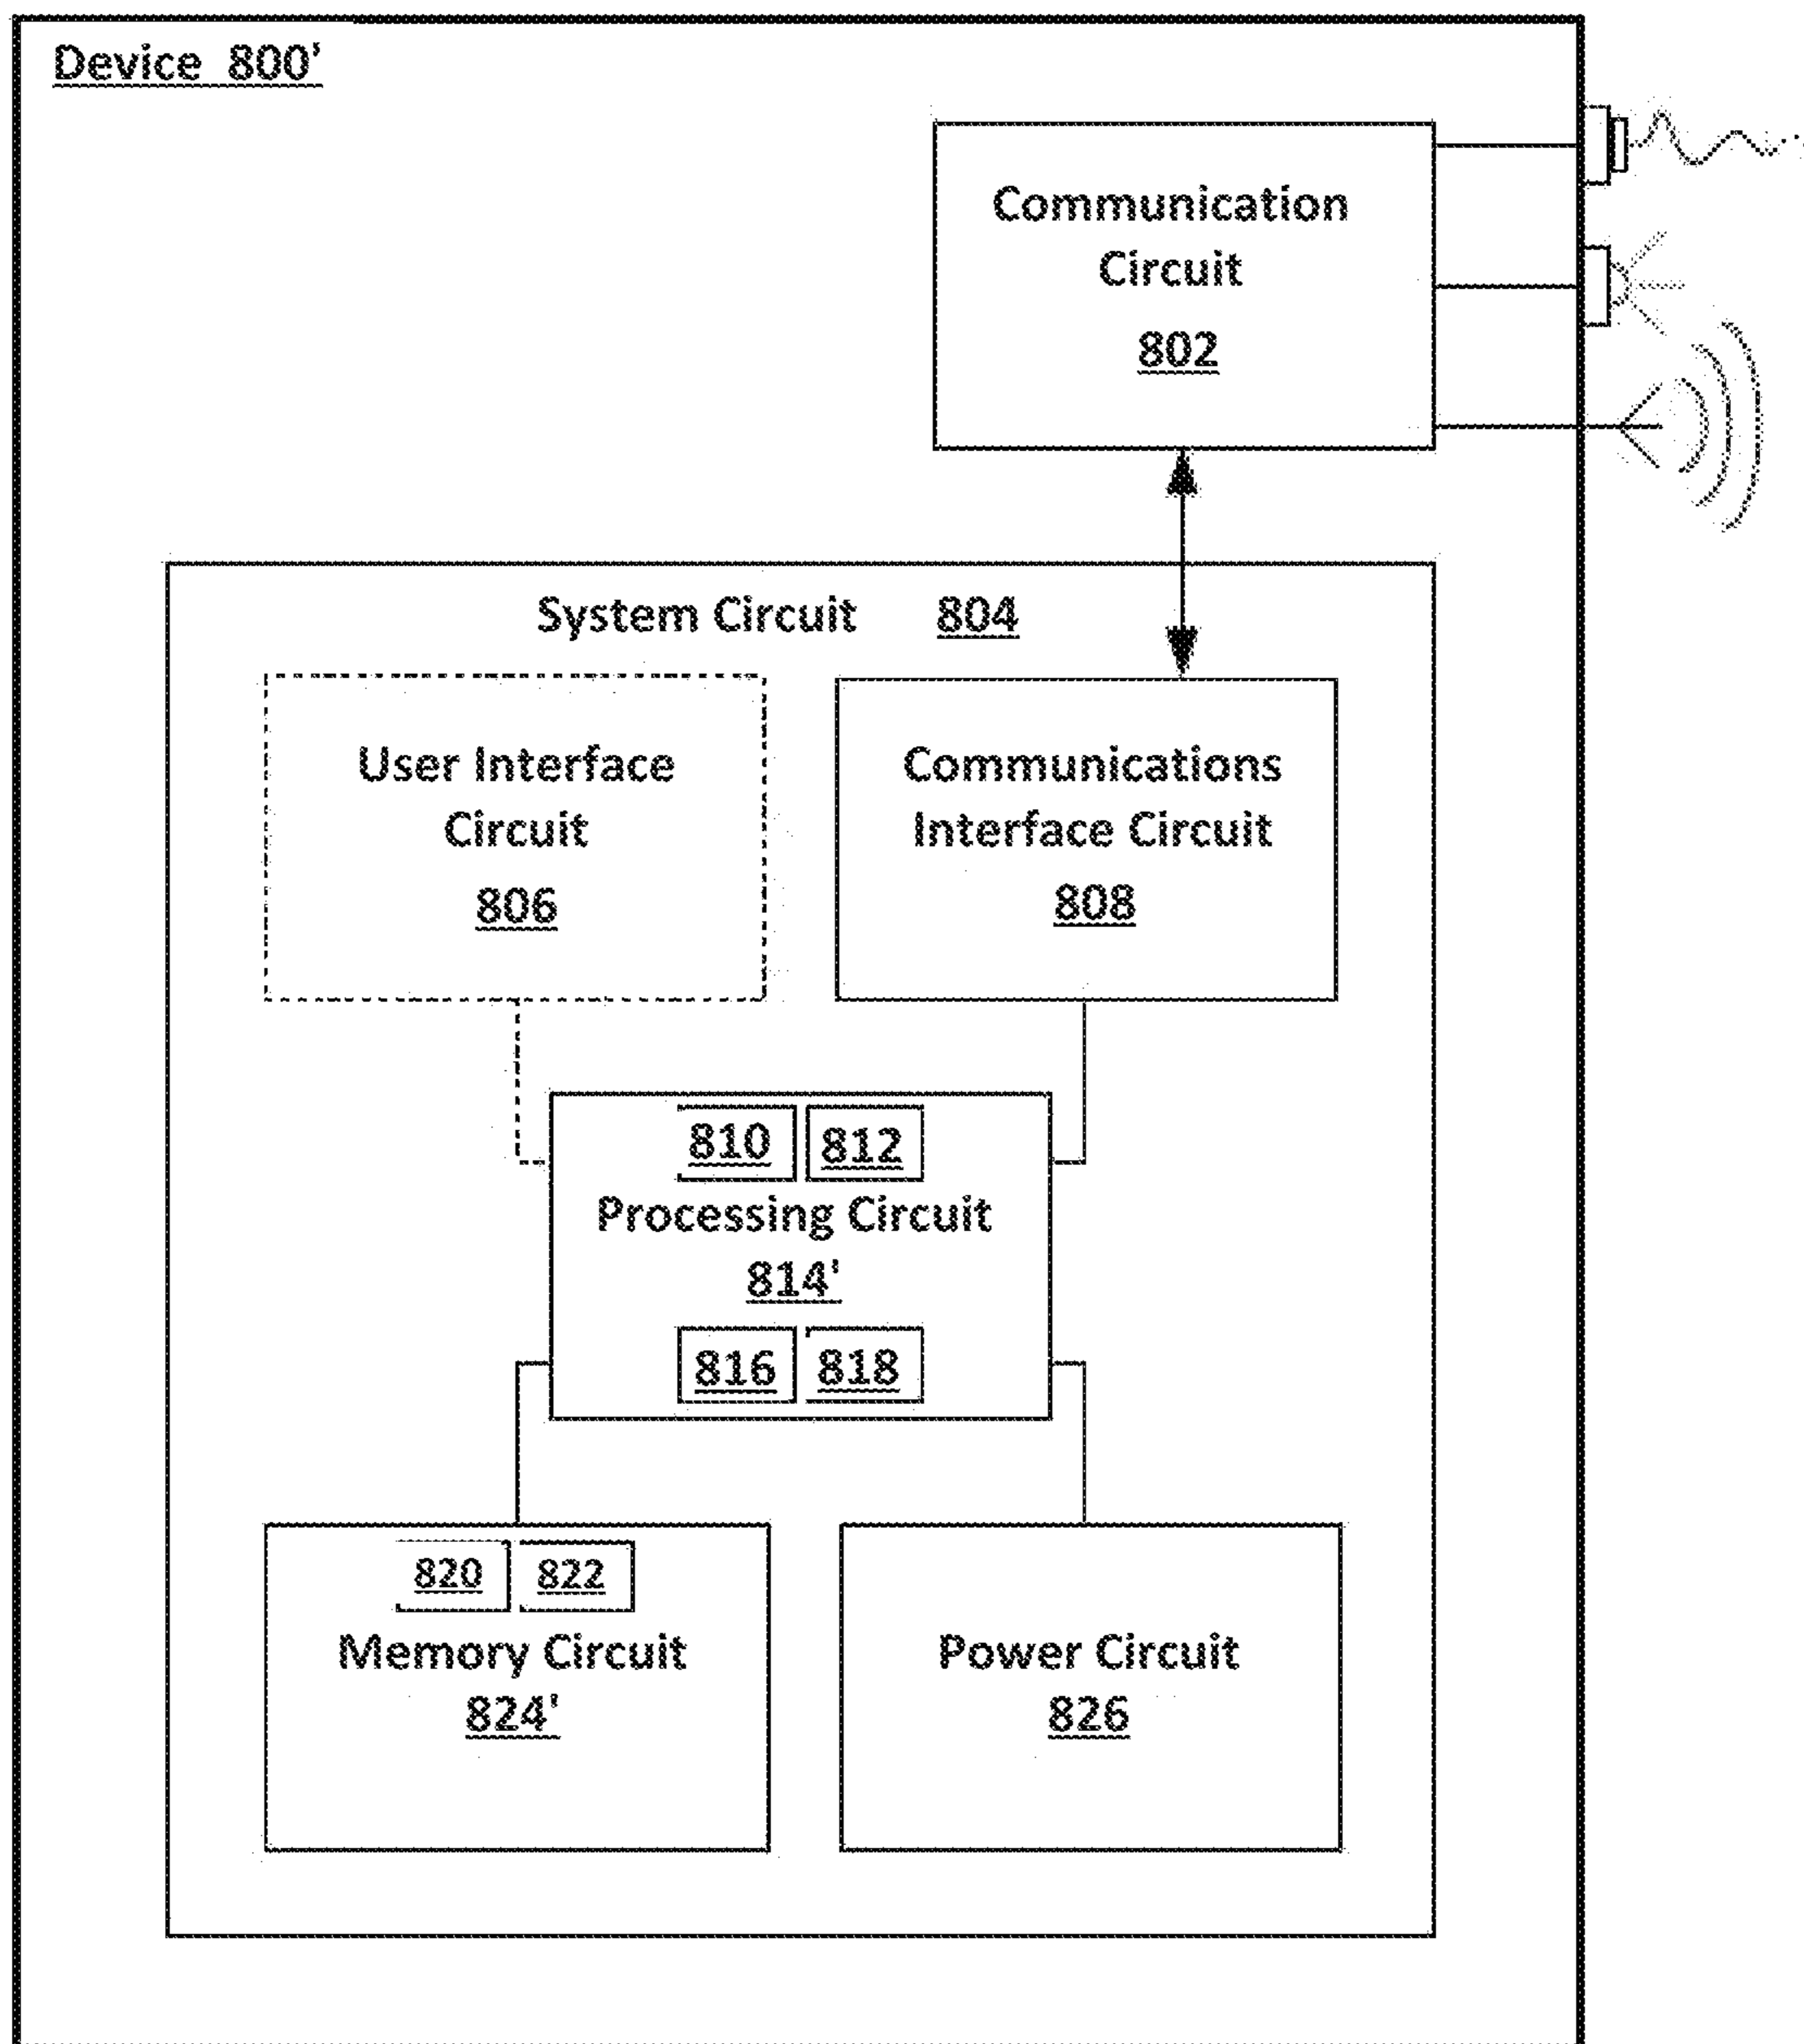 Device 800'
Communication
Circuit
802
System Circuit 804
User Interface
Circuit
806
Communications
Interface Circuit
808
810 812
Processing Circuit
814'
816 818
820 822
Memory Circuit
824'
Power Circuit
826